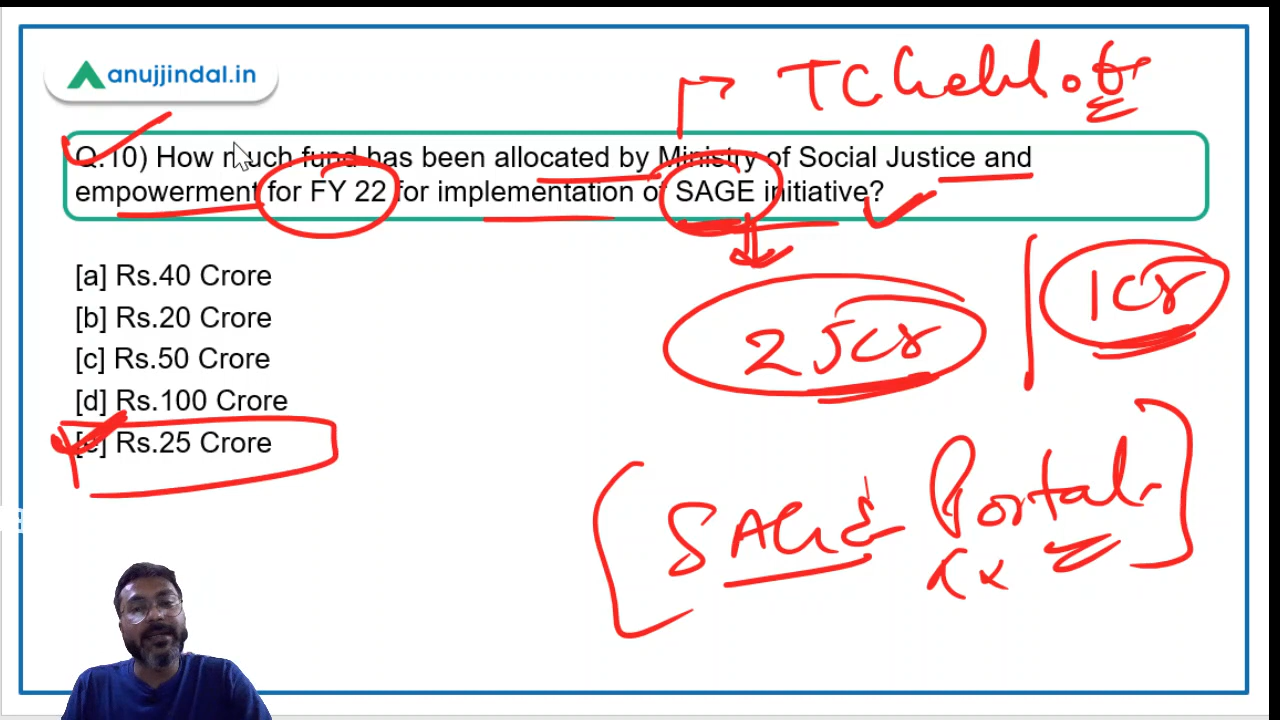 anujjindal.in
Q.10) How much fund has been allocated by Ministry of Social Justice and
empowerment for FY 22 for implementation of SAGE initiative?
[a] Rs.40 Crore
[b] Rs.20 Crore
[c] Rs.50 Crore
[d] Rs.100 Crore
[e] Rs.25 Crore
25cr
1cr
SAGE Portal